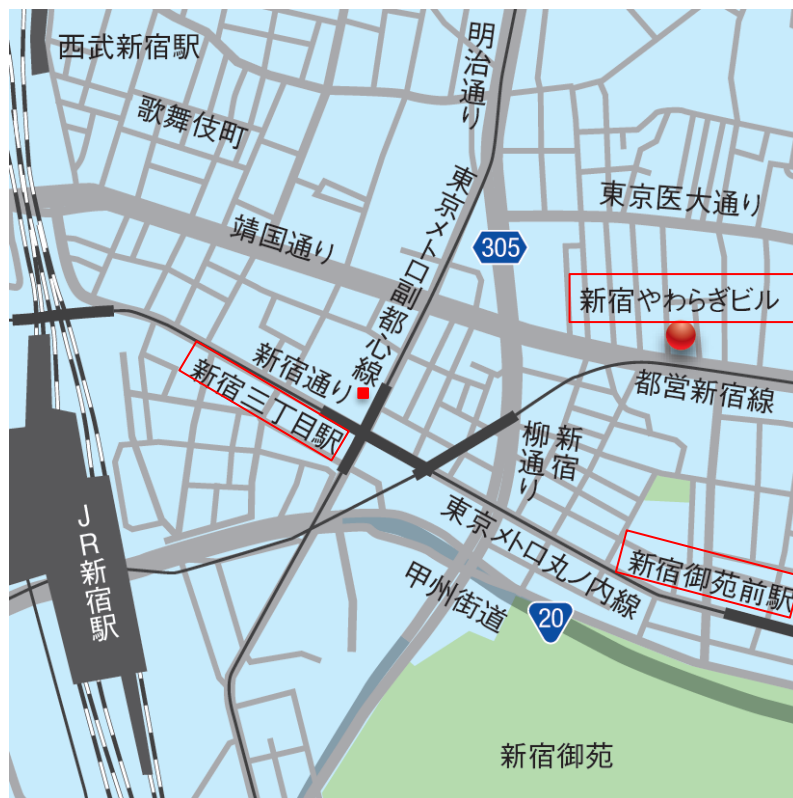 西武新宿駅
明治通り
歌舞伎町
東京メトロ副都心線
東京医大通り
靖国通り
305
新宿やわらぎビル
新宿通り
新宿三丁目駅
都営新宿線
新宿
柳通り
JR新宿駅
東京メトロ丸ノ内線
新宿御苑前駅
甲州街道
20
新宿御苑